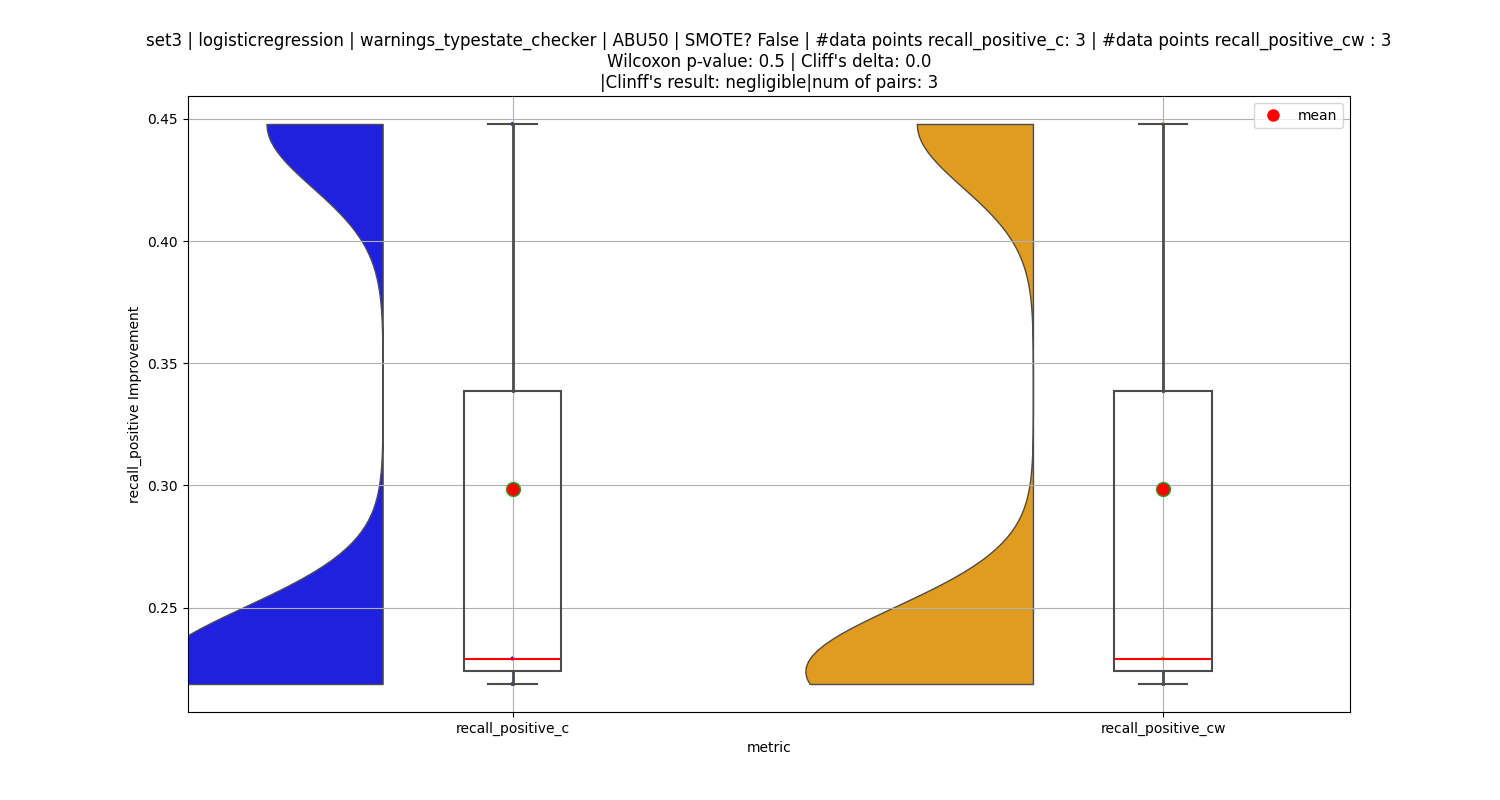 set3 | logisticregression | warnings_typestate_checker | ABU50 | SMOTE? False | #data points recall_positive_c: 3 | #data points recall_positive_cw : 3
Wilcoxon p-value: 0.5 | Cliff's delta: 0.0
|Clinff's result: negligible|num of pairs: 3
mean
0.45
0.40
0.35
0.30
0.25
recall_positive Improvement
recall_positive_c
recall_positive_cw
metric